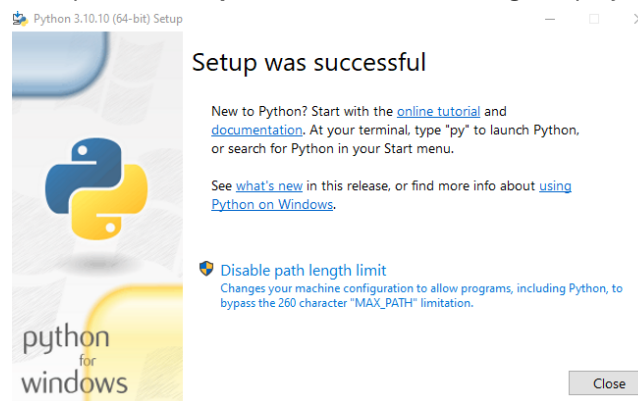 Python 3.10.10 (64-bit) Setup
Setup was successful
New to Python? Start with the online tutorial and
documentation. At your terminal, type "py" to launch Python,
or search for Python in your Start menu.
See what's new in this release, or find more info about using
Python on Windows.
Disable path length limit
Changes your machine configuration to allow programs, including Python, to
bypass the 260 character "MAX_PATH" limitation.
python
for
windows
Close